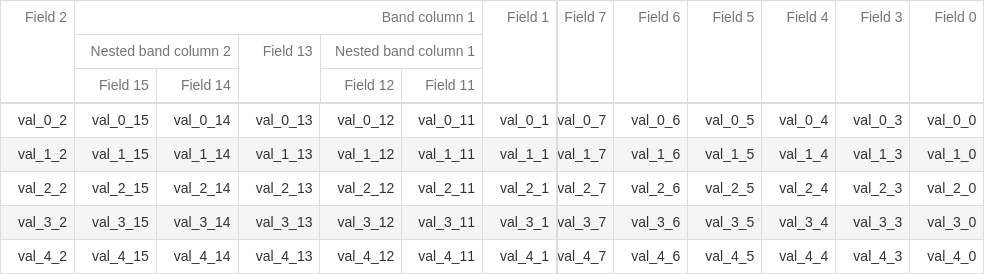 Field 2 Band column 1 Field 1 Field 7 Field 6 Field 5 Field 4 Field 3 Field 0
Nested band column 2 Field 13 Nested band column 1
Field 15 Field 14 Field 12 Field 11
val_0_2 val_0_15 val_0_14 val_0_13 val_0_12 val_0_11 val_0_1 val_0_7 val_0_6 val_0_5 val_0_4 val_0_3 val_0_0
val_1_2 val_1_15 val_1_14 val_1_13 val_1_12 val_1_11 val_1_1 val_1_7 val_1_6 val_1_5 val_1_4 val_1_3 val_1_0
val_2_2 val_2_15 val_2_14 val_2_13 val_2_12 val_2_11 val_2_1 val_2_7 val_2_6 val_2_5 val_2_4 val_2_3 val_2_0
val_3_2 val_3_15 val_3_14 val_3_13 val_3_12 val_3_11 val_3_1 val_3_7 val_3_6 val_3_5 val_3_4 val_3_3 val_3_0
val_4_2 val_4_15 val_4_14 val_4_13 val_4_12 val_4_11 val_4_1 val_4_7 val_4_6 val_4_5 val_4_4 val_4_3 val_4_0